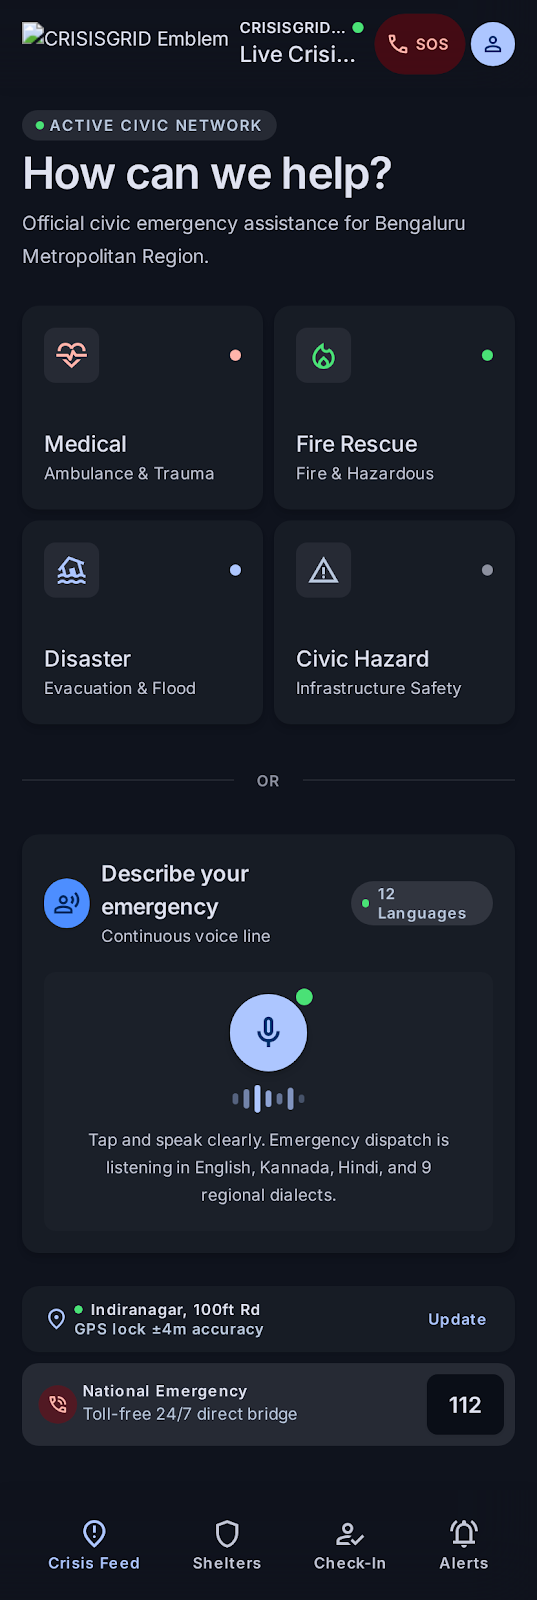 CRISISGRID Emblem
CRISISGRID...
Live Crisi...
SOS
ACTIVE CIVIC NETWORK
How can we help?
Official civic emergency assistance for Bengaluru
Metropolitan Region.
Medical
Ambulance & Trauma
Fire Rescue
Fire & Hazardous
Disaster
Evacuation & Flood
Civic Hazard
Infrastructure Safety
OR
Describe your
emergency
Continuous voice line
12
Languages
Tap and speak clearly. Emergency dispatch is
listening in English, Kannada, Hindi, and 9
regional dialects.
Indiranagar, 100ft Rd
GPS lock ±4m accuracy
Update
National Emergency
Toll-free 24/7 direct bridge
112
Crisis Feed
Shelters
Check-In
Alerts